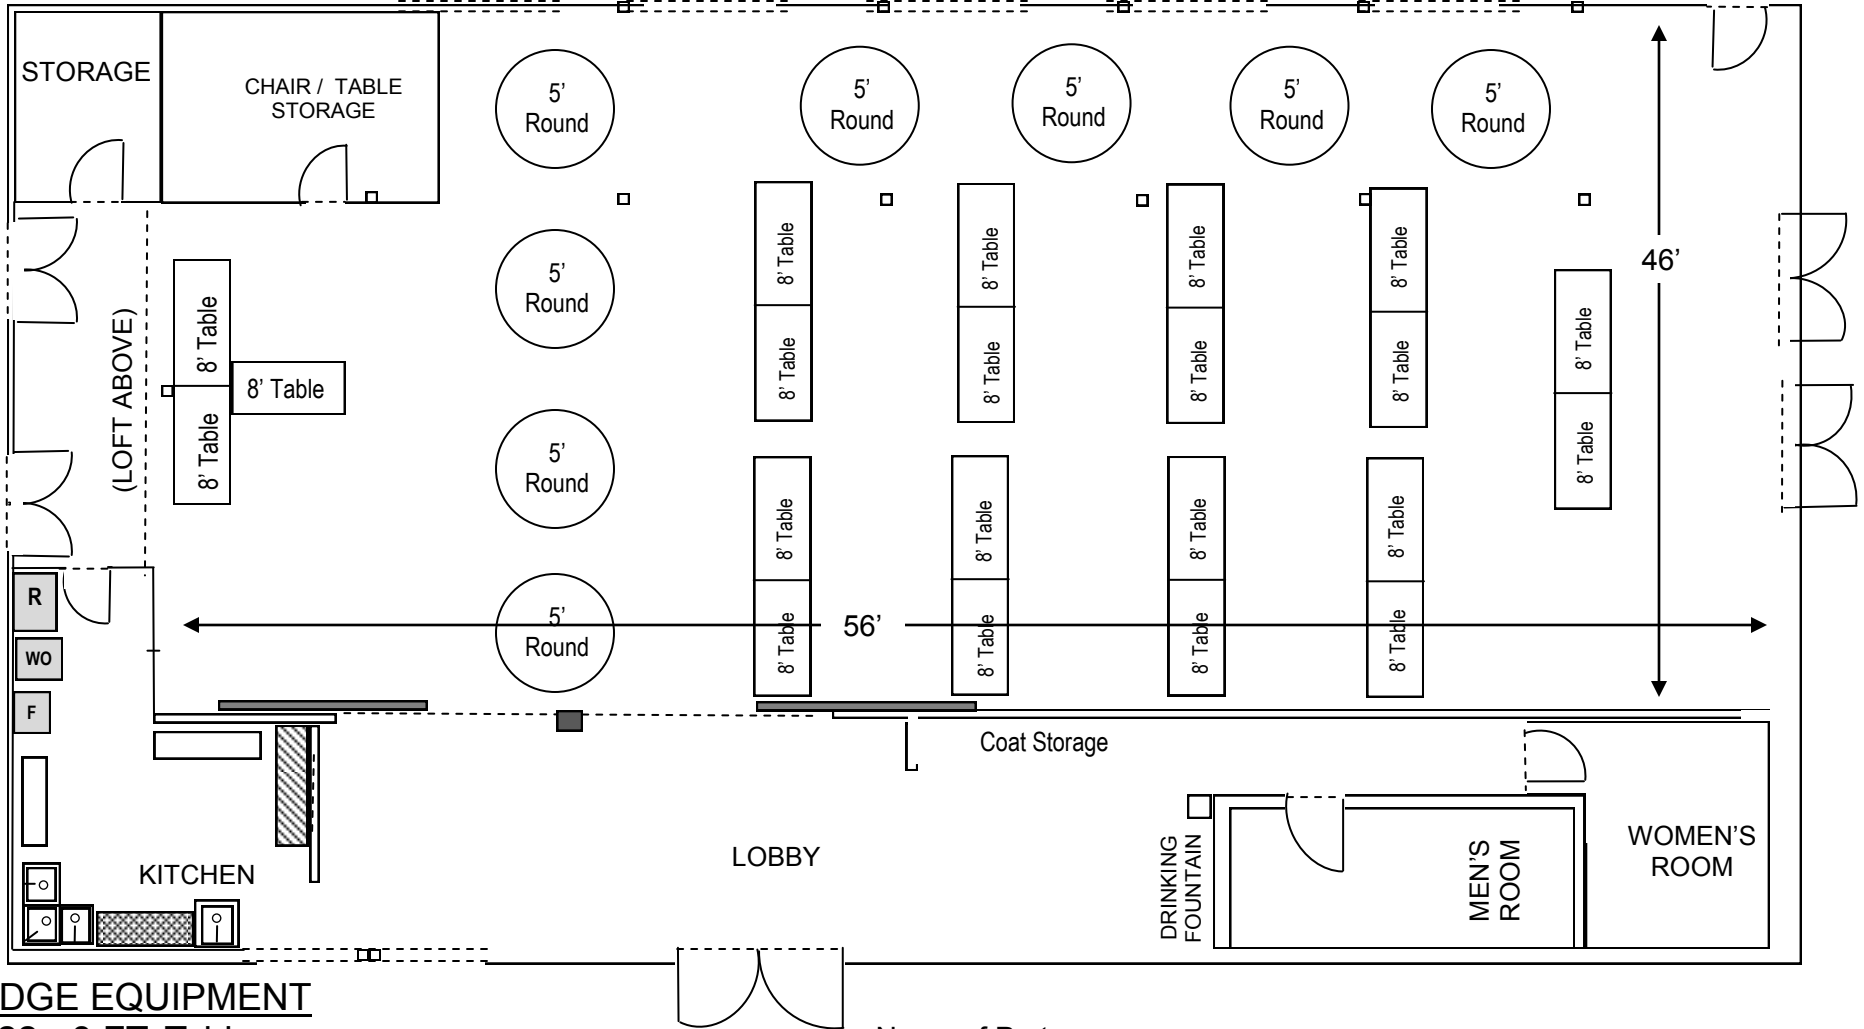 STORAGE
CHAIR / TABLE
STORAGE
5’
Round
5’
Round
5’
Round
5’
Round
5’
Round
8’ Table
8’ Table
8’ Table
8’ Table
46’
5’
Round
8’ Table
8’ Table
(LOFT ABOVE)
8’ Table
8’ Table
8’ Table
8’ Table
8’ Table
8’ Table
8’ Table
8’ Table
5’
Round
8’ Table
8’ Table
8’ Table
8’ Table
R
5’
Round
56’
8’ Table
8’ Table
8’ Table
8’ Table
WO
F
Coat Storage
KITCHEN
LOBBY
DRINKING
FOUNTAIN
MEN’S
ROOM
WOMEN’S
ROOM
DGE EQUIPMENT